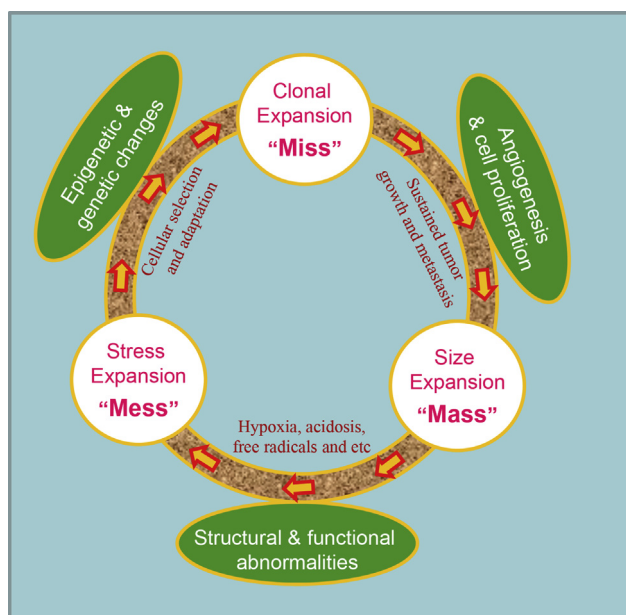 Clonal
Expansion
“Miss”
Angiogenesis
& cell proliferation
Sustained tumor
growth and metastasis
Size
Expansion
“Mass”
Hypoxia, acidosis,
free radicals and etc
Structural & functional
abnormalities
Stress
Expansion
“Mess”
Epigenetic &
genetic changes
Cellular selection
and adaptation